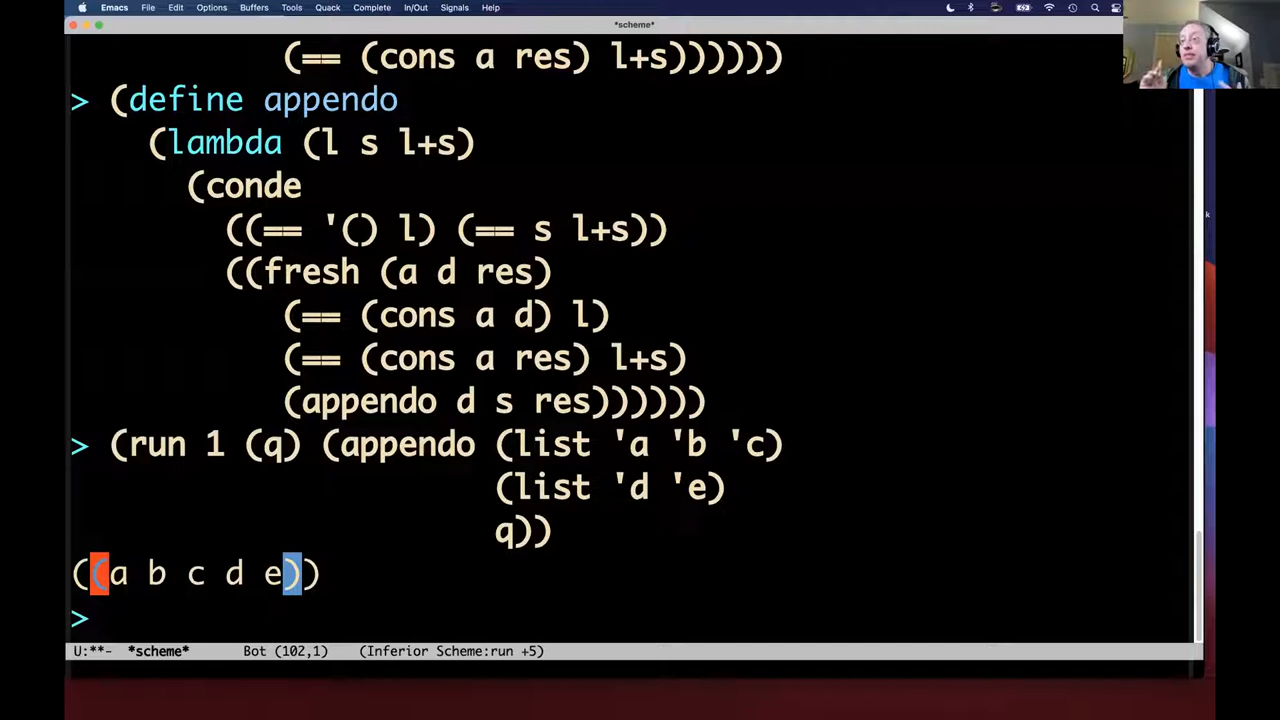 Emacs File Edit Options Buffers Tools Quack Complete In/Out Signals Help
*scheme*
(== (cons a res) l+s))))))
> (define appendo
(lambda (l s l+s)
(conde
((== '() l) (== s l+s))
((fresh (a d res)
(== (cons a d) l)
(== (cons a res) l+s)
(appendo d s res))))))
> (run 1 (q) (appendo (list 'a 'b 'c)
(list 'd 'e)
q))
((a b c d e))
>
U:**- *scheme* Bot (102,1) (Inferior Scheme:run +5)